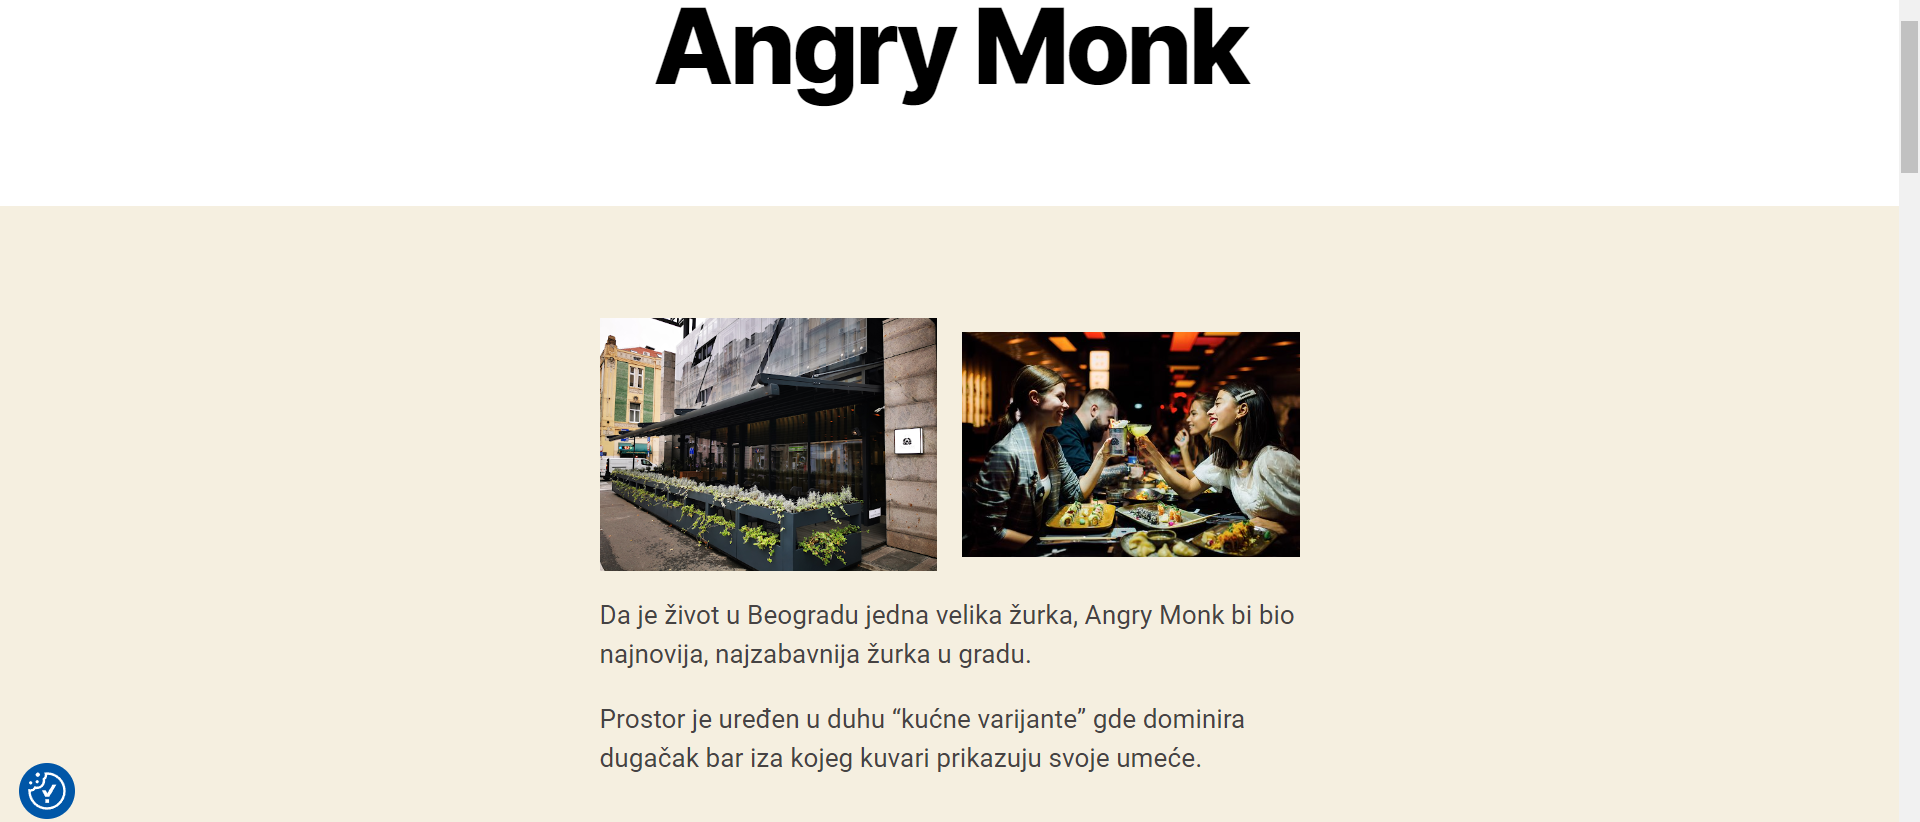 Angry Monk
Da je život u Beogradu jedna velika žurka, Angry Monk bi bio
najnovija, najzabavnija žurka u gradu.
Prostor je uređen u duhu “kućne varijante” gde dominira
dugačak bar iza kojeg kuvari prikazuju svoje umeće.